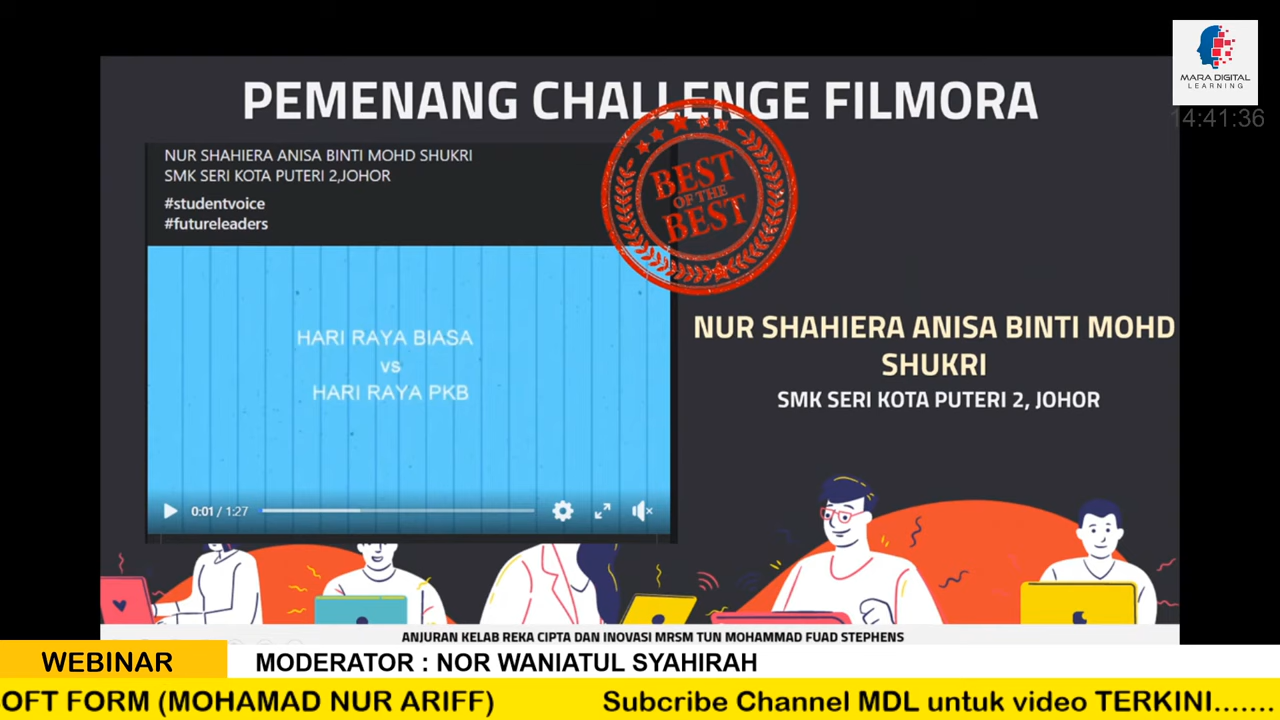 MARA DIGITAL
LEARNING
14:41:36
PEMENANG CHALLENGE FILMORA
NUR SHAHIERA ANISA BINTI MOHD SHUKRI
SMK SERI KOTA PUTERI 2,JOHOR
#studentvoice
#futureleaders
BEST
OF THE
BEST
HARI RAYA BIASA
vs
HARI RAYA PKB
0:01 / 1:27
NUR SHAHIERA ANISA BINTI MOHD
SHUKRI
SMK SERI KOTA PUTERI 2, JOHOR
ANJURAN KELAB REKA CIPTA DAN INOVASI MRSM TUN MOHAMMAD FUAD STEPHENS
WEBINAR
MODERATOR : NOR WANIATUL SYAHIRAH
OFT FORM (MOHAMAD NUR ARIFF) Subcribe Channel MDL untuk video TERKINI.......